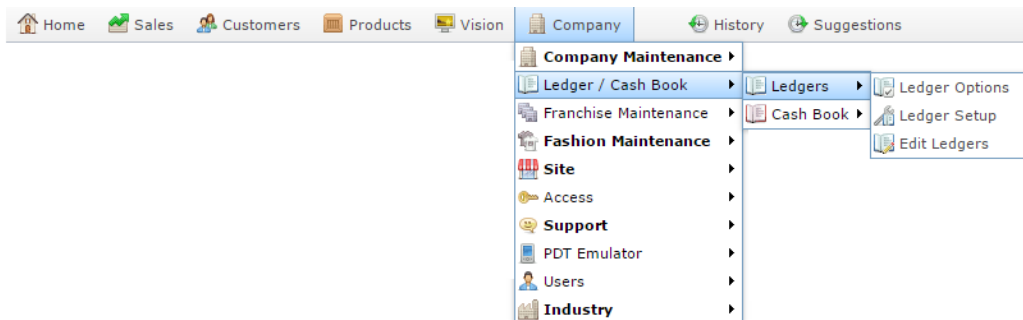 Home Sales Customers Products Vision Company History Suggestions
Company Maintenance
Ledger / Cash Book Ledgers Ledger Options
Franchise Maintenance Cash Book Ledger Setup
Fashion Maintenance Edit Ledgers
Site
Access
Support
PDT Emulator
Users
Industry